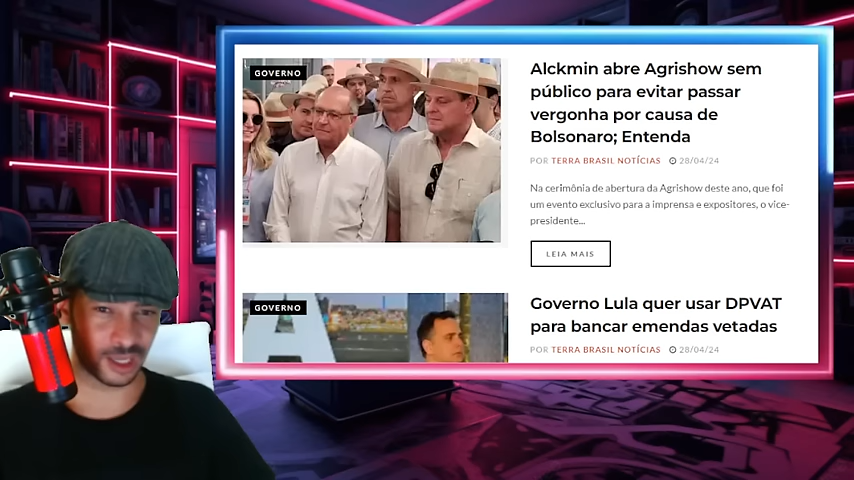 GOVERNO
Alckmin abre Agrishow sem
público para evitar passar
vergonha por causa de
Bolsonaro; Entenda
POR TERRA BRASIL NOTÍCIAS 28/04/24
Na cerimônia de abertura da Agrishow deste ano, que foi
um evento exclusivo para a imprensa e expositores, o vice-
presidente...
LEIA MAIS
GOVERNO
Governo Lula quer usar DPVAT
para bancar emendas vetadas
POR TERRA BRASIL NOTÍCIAS 28/04/24